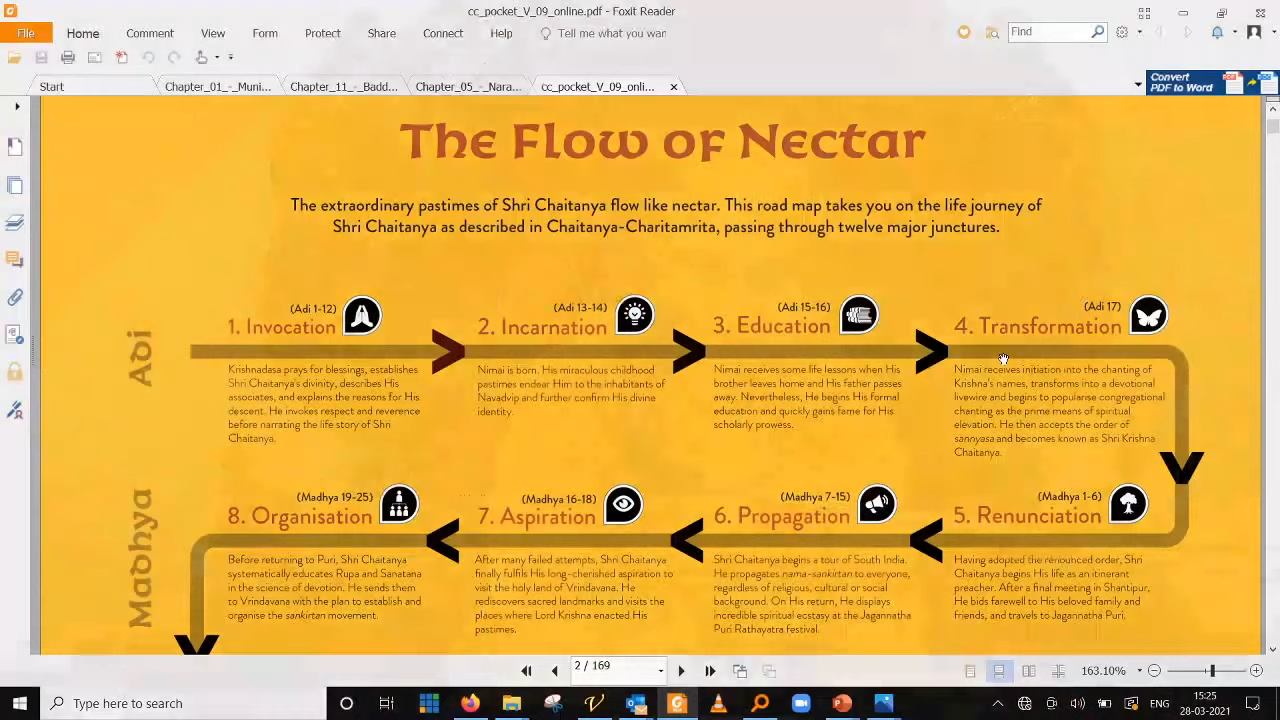 cc_pocket_V_09_online.pdf - Foxit Reader
File Home Comment View Form Protect Share Connect Help Tell me what you wan Find
Start Chapter_01_-_Muni... Chapter_11_-_Badd... Chapter_05_-_Nara... cc_pocket_V_09_onli...
Convert
PDF to Word
The Flow of Nectar
The extraordinary pastimes of Shri Chaitanya flow like nectar. This road map takes you on the life journey of
Shri Chaitanya as described in Chaitanya-Charitamrita, passing through twelve major junctures.
Adi
(Adi 1-12)
1. Invocation
Krishnadasa prays for blessings, establishes
Shri Chaitanya's divinity, describes His
associates, and explains the reasons for His
descent. He invokes respect and reverence
before narrating the life story of Shri
Chaitanya.
(Adi 13-14)
2. Incarnation
Nimai is born. His miraculous childhood
pastimes endear Him to the inhabitants of
Navadvip and further confirm His divine
identity.
(Adi 15-16)
3. Education
Nimai receives some life lessons when His
brother leaves home and His father passes
away. Nevertheless, He begins His formal
education and quickly gains fame for His
scholarly prowess.
(Adi 17)
4. Transformation
Nimai receives initiation into the chanting of
Krishna's names, transforms into a devotional
livewire and begins to popularise congregational
chanting as the prime means of spiritual
elevation. He then accepts the order of
sannyasa and becomes known as Shri Krishna
Chaitanya.
Madhya
(Madhya 19-25)
8. Organisation
Before returning to Puri, Shri Chaitanya
systematically educates Rupa and Sanatana
in the science of devotion. He sends them
to Vrindavana with the plan to establish and
organise the sankirtan movement.
(Madhya 16-18)
7. Aspiration
After many failed attempts, Shri Chaitanya
finally fulfils His long-cherished aspiration to
visit the holy land of Vrindavana. He
rediscovers sacred landmarks and visits the
places where Lord Krishna enacted His
pastimes.
(Madhya 7-15)
6. Propagation
Shri Chaitanya begins a tour of South India.
He propagates nama-sankirtan to everyone,
regardless of religious, cultural or social
background. On His return, He displays
incredible spiritual ecstasy at the Jagannatha
Puri Rathayatra festival.
(Madhya 1-6)
5. Renunciation
Having adopted the renounced order, Shri
Chaitanya begins His life as an itinerant
preacher. After a final meeting in Shantipur,
He bids farewell to His beloved family and
friends, and travels to Jagannatha Puri.
2 / 169
163.10%
Type here to search
ENG
15:25
28-03-2021